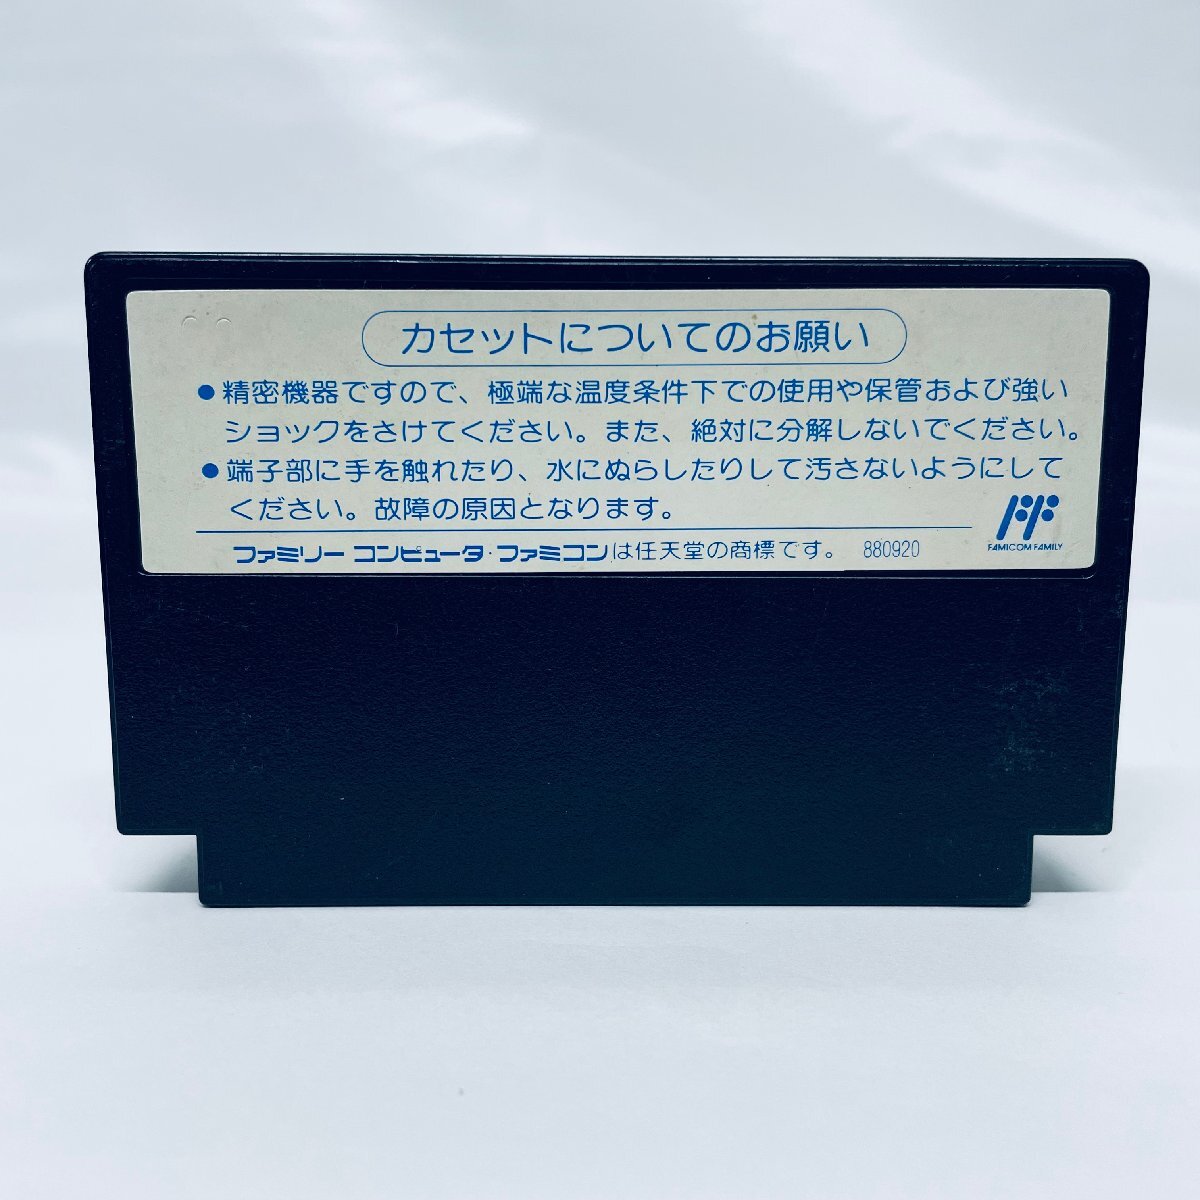 カセットについてのお願い
●精密機器ですので、極端な温度条件下での使用や保管および強い
ショックをさけてください。また、絶対に分解しないでください。
●端子部に手を触れたり、水にぬらしたりして汚さないようにして
ください。故障の原因となります。
FAMICOM FAMILY
ファミリー コンピュータ・ファミコンは任天堂の商標です。 880920